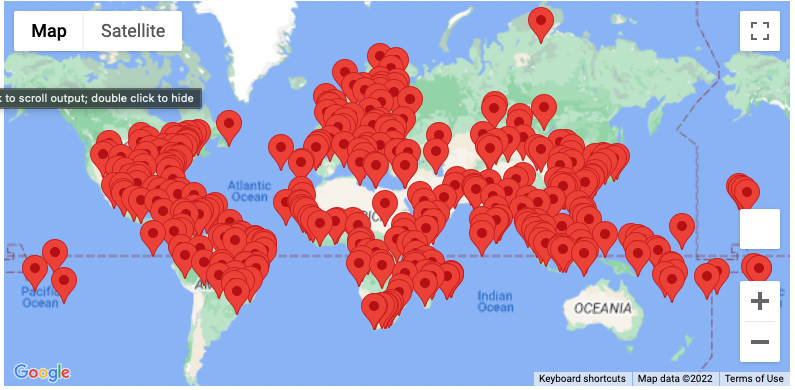 Map
Satellite
k to scroll output; double click to hide
Atlantic
Ocean
Pacific
Ocean
Indian
Ocean
OCEANIA
Google
Keyboard shortcuts
Map data ©2022
Terms of Use